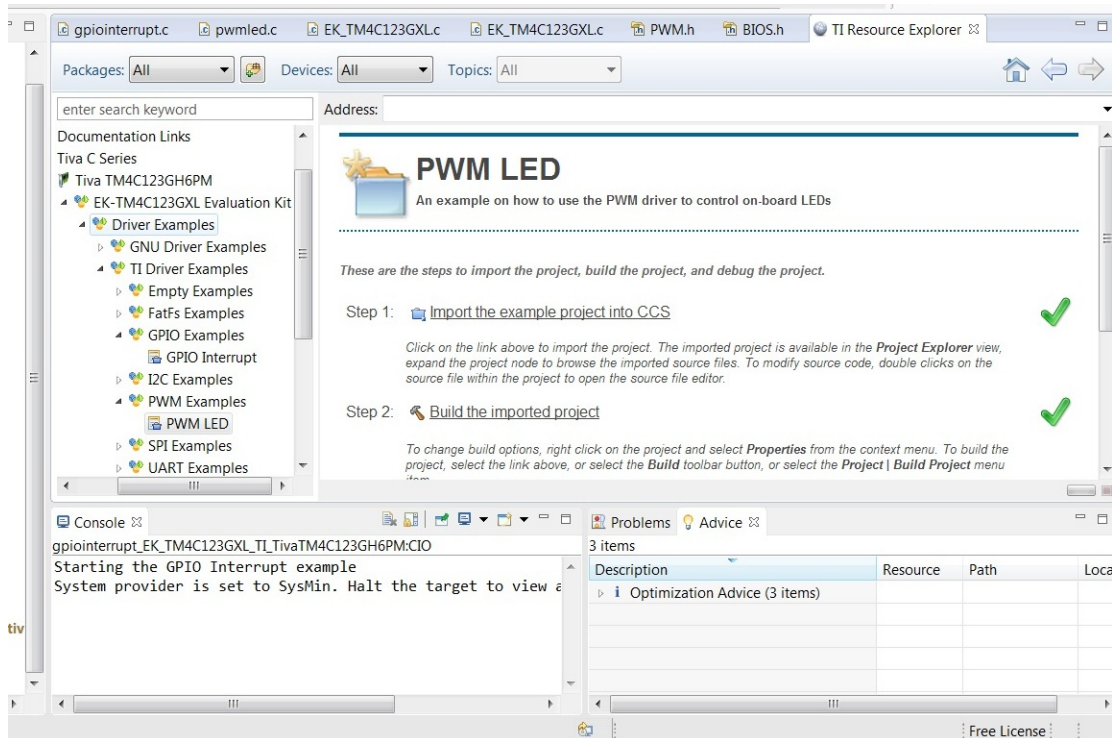 gpiointerrupt.c pwmled.c EK_TM4C123GXL.c EK_TM4C123GXL.c PWM.h BIOS.h TI Resource Explorer
Packages: All Devices: All Topics: All
enter search keyword
Address:
Documentation Links
Tiva C Series
Tiva TM4C123GH6PM
EK-TM4C123GXL Evaluation Kit
Driver Examples
GNU Driver Examples
TI Driver Examples
Empty Examples
FatFs Examples
GPIO Examples
GPIO Interrupt
I2C Examples
PWM Examples
PWM LED
SPI Examples
UART Examples
PWM LED
An example on how to use the PWM driver to control on-board LEDs
These are the steps to import the project, build the project, and debug the project.
Step 1: Import the example project into CCS
Click on the link above to import the project. The imported project is available in the Project Explorer view,
expand the project node to browse the imported source files. To modify source code, double clicks on the
source file within the project to open the source file editor.
Step 2: Build the imported project
To change build options, right click on the project and select Properties from the context menu. To build the
project, select the link above, or select the Build toolbar button, or select the Project | Build Project menu
item
Console
gpiointerrupt_EK_TM4C123GXL_TI_TivaTM4C123GH6PM:CIO
Starting the GPIO Interrupt example
System provider is set to SysMin. Halt the target to view a
Problems Advice
3 items
Description Resource Path Loca
i Optimization Advice (3 items)
tiv
Free License